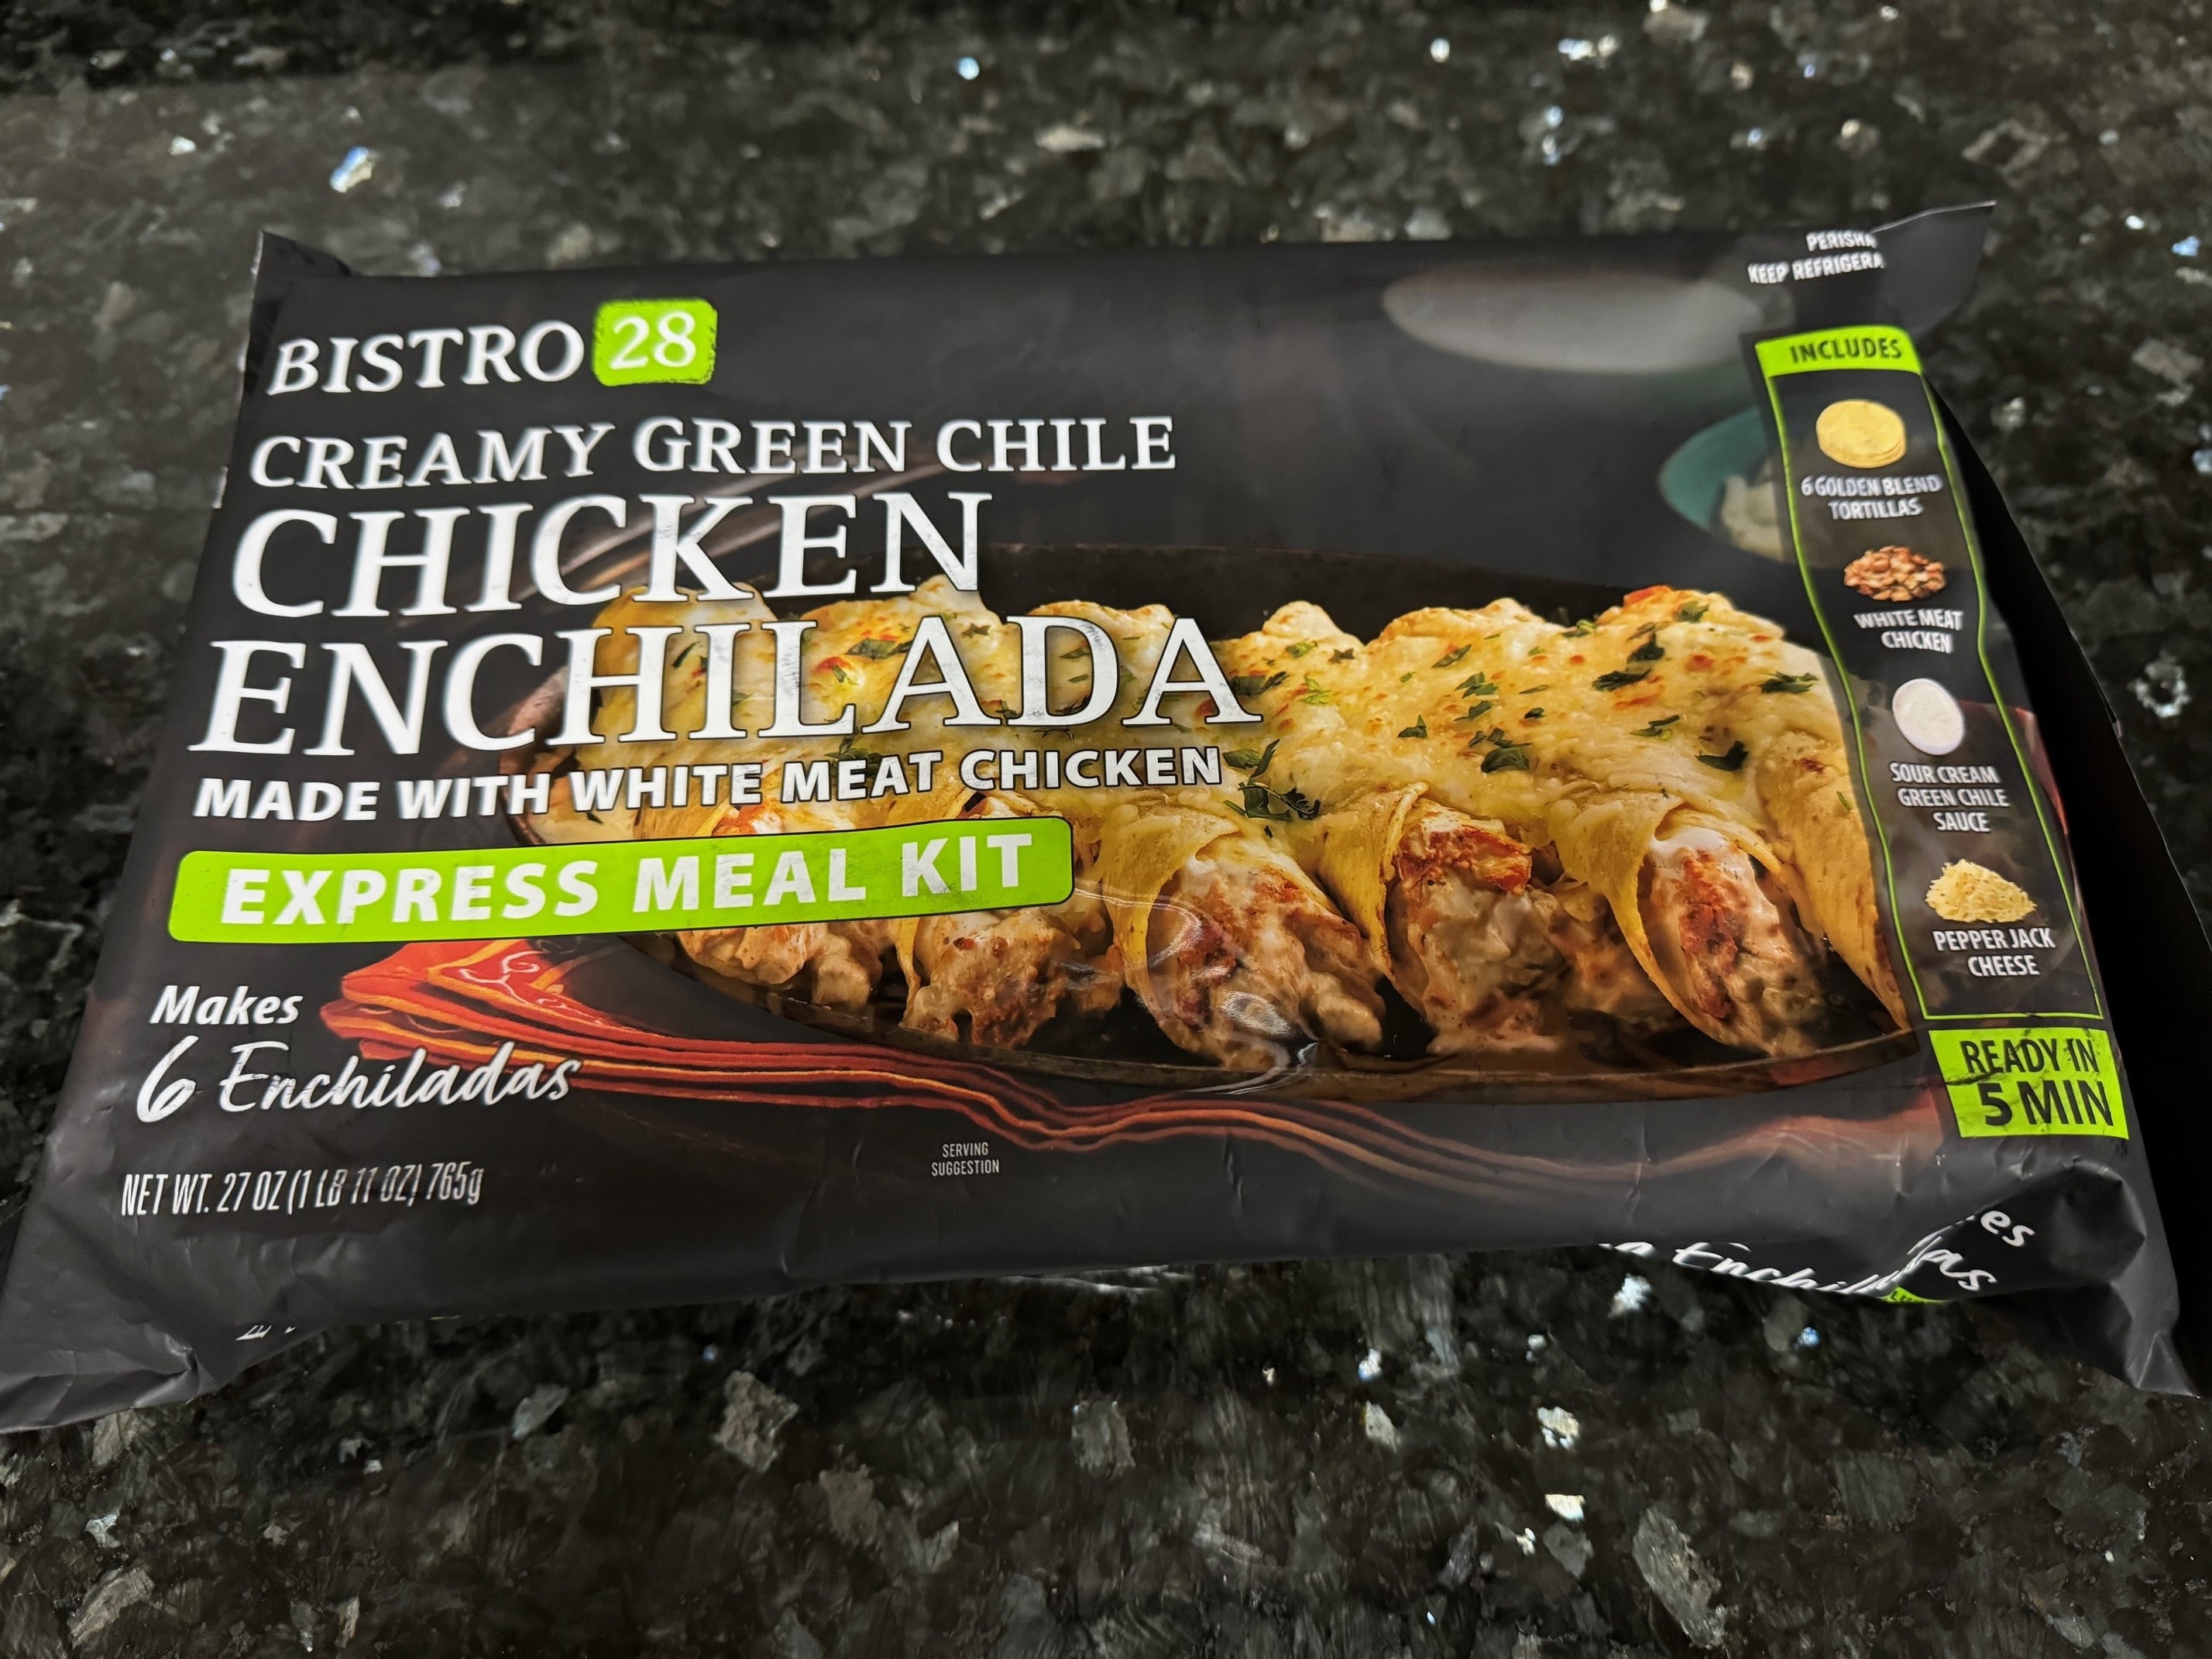 PERISHA
KEEP REFRIGERA
BISTRO 28
CREAMY GREEN CHILE
CHICKEN
ENCHILADA
MADE WITH WHITE MEAT CHICKEN
EXPRESS MEAL KIT
Makes
6 Enchiladas
NET WT. 27 OZ (1 LB 11 OZ) 765g
SERVING
SUGGESTION
INCLUDES
6 GOLDEN BLEND
TORTILLAS
WHITE MEAT
CHICKEN
SOUR CREAM
GREEN CHILE
SAUCE
PEPPER JACK
CHEESE
READY IN
5 MIN